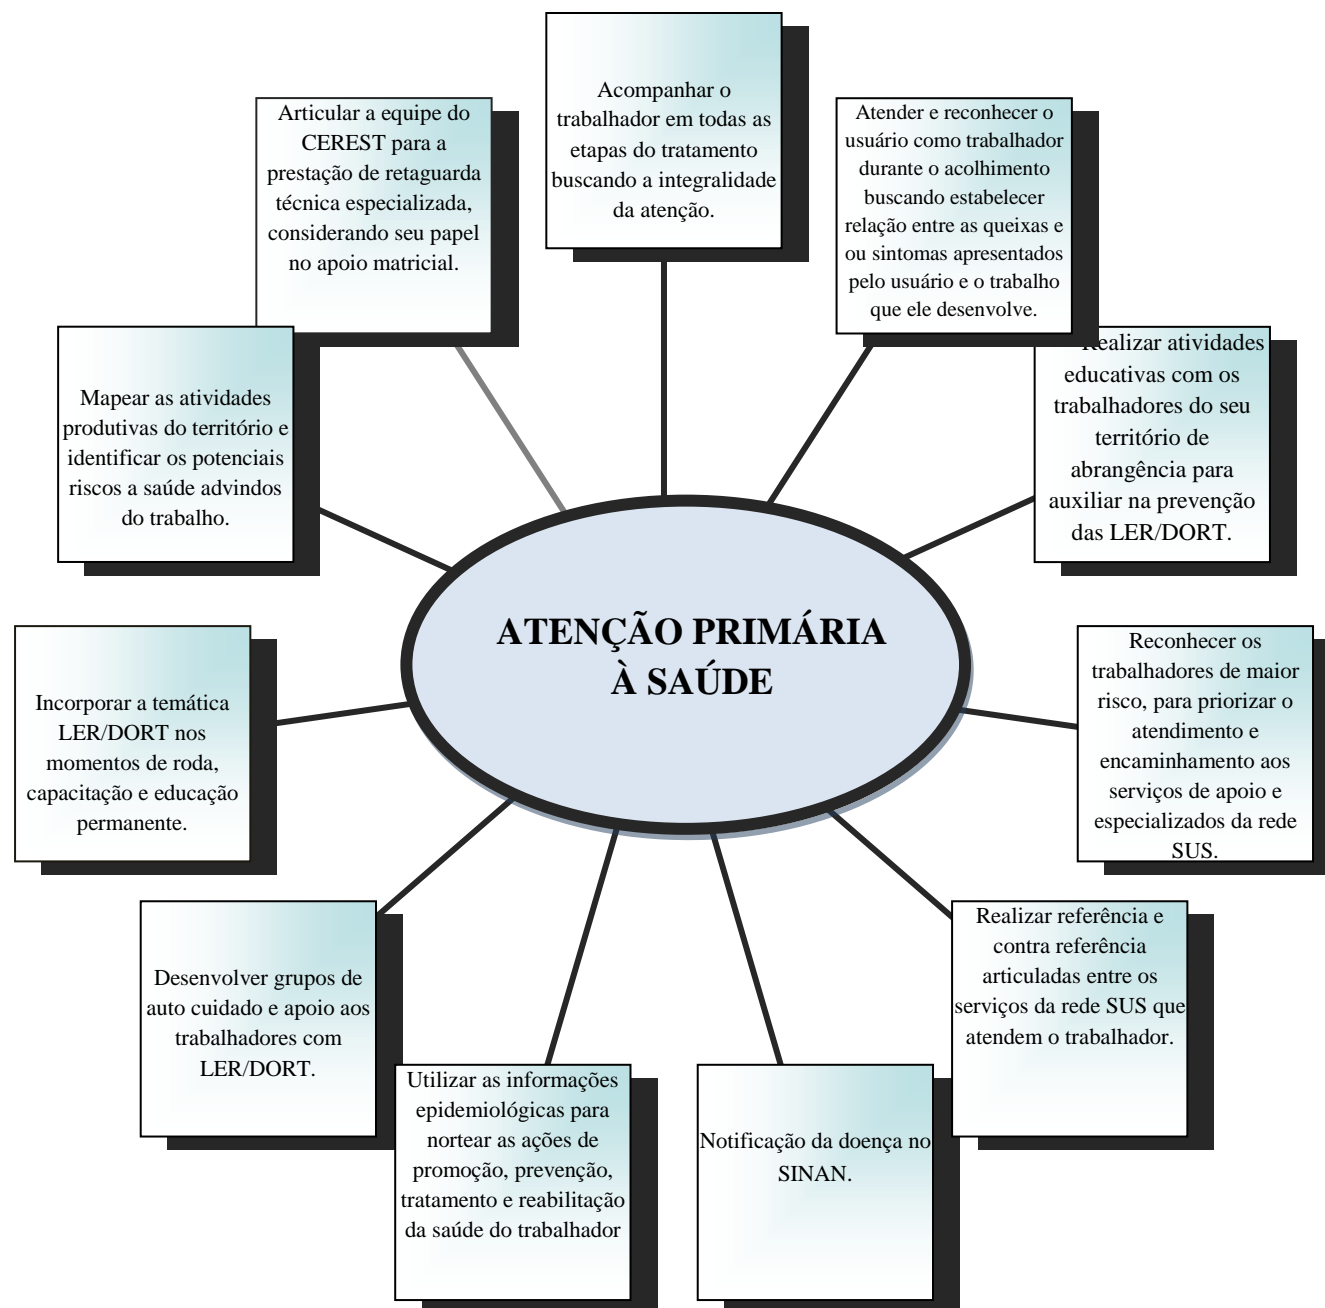 Acompanhar o
trabalhador em todas as
etapas do tratamento
buscando a integralidade
da atenção.
Atender e reconhecer o
usuário como trabalhador
durante o acolhimento
buscando estabelecer
relação entre as queixas e
ou sintomas apresentados
pelo usuário e o trabalho
que ele desenvolve.
Realizar atividades
educativas com os
trabalhadores do seu
território de
abrangência para
auxiliar na prevenção
das LER/DORT.
Reconhecer os
trabalhadores de maior
risco, para priorizar o
atendimento e
encaminhamento aos
serviços de apoio e
especializados da rede
SUS.
Realizar referência e
contra referência
articuladas entre os
serviços da rede SUS que
atendem o trabalhador.
Notificação da doença no
SINAN.
Utilizar as informações
epidemiológicas para
nortear as ações de
promoção, prevenção,
tratamento e reabilitação
da saúde do trabalhador
Desenvolver grupos de
auto cuidado e apoio aos
trabalhadores com
LER/DORT.
Incorporar a temática
LER/DORT nos
momentos de roda,
capacitação e educação
permanente.
Mapear as atividades
produtivas do território e
identificar os potenciais
riscos a saúde advindos
do trabalho.
Articular a equipe do
CEREST para a
prestação de retaguarda
técnica especializada,
considerando seu papel
no apoio matricial.
ATENÇÃO PRIMÁRIA
À SAÚDE